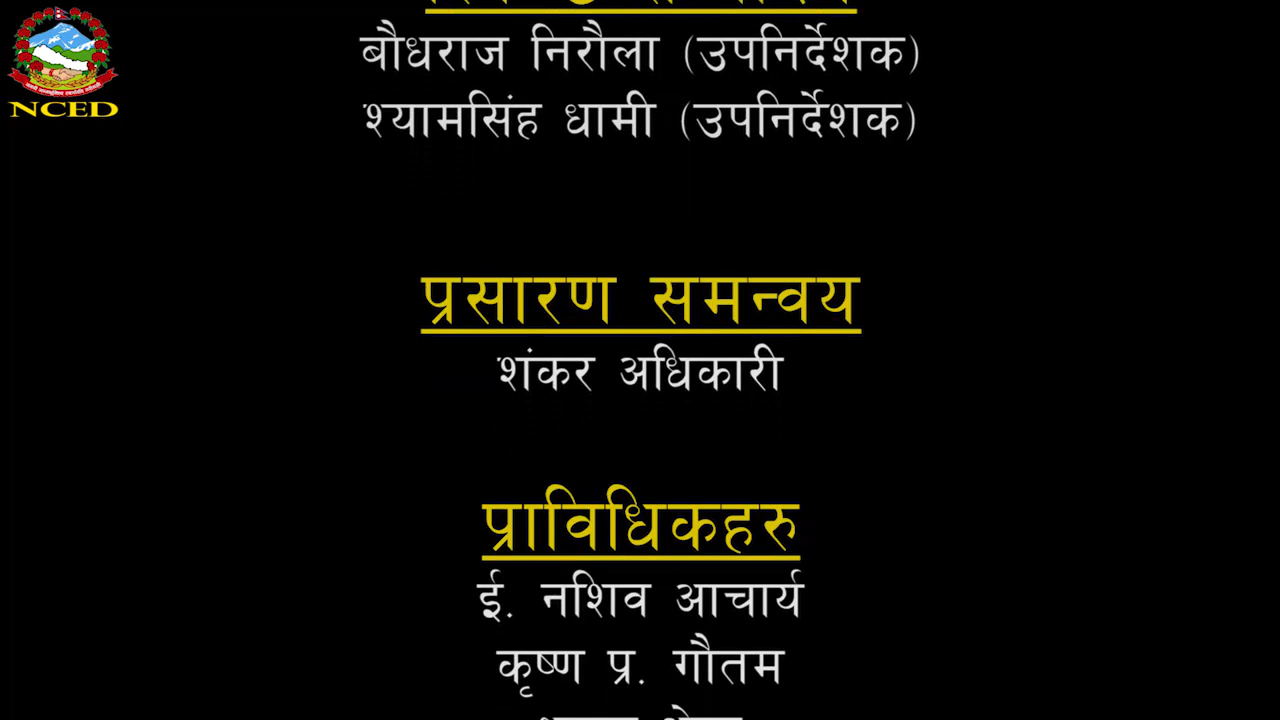 NCED
बौधराज निरौला (उपनिर्देशक)
श्यामसिंह धामी (उपनिर्देशक)
प्रसारण समन्वय
शंकर अधिकारी
प्राविधिकहरु
ई. नशिव आचार्य
कृष्ण प्र. गौतम